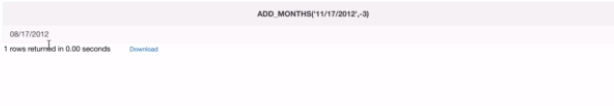 ADD_MONTHS('11/17/2012',-3)
08/17/2012
1 rows returned in 0.00 seconds Download